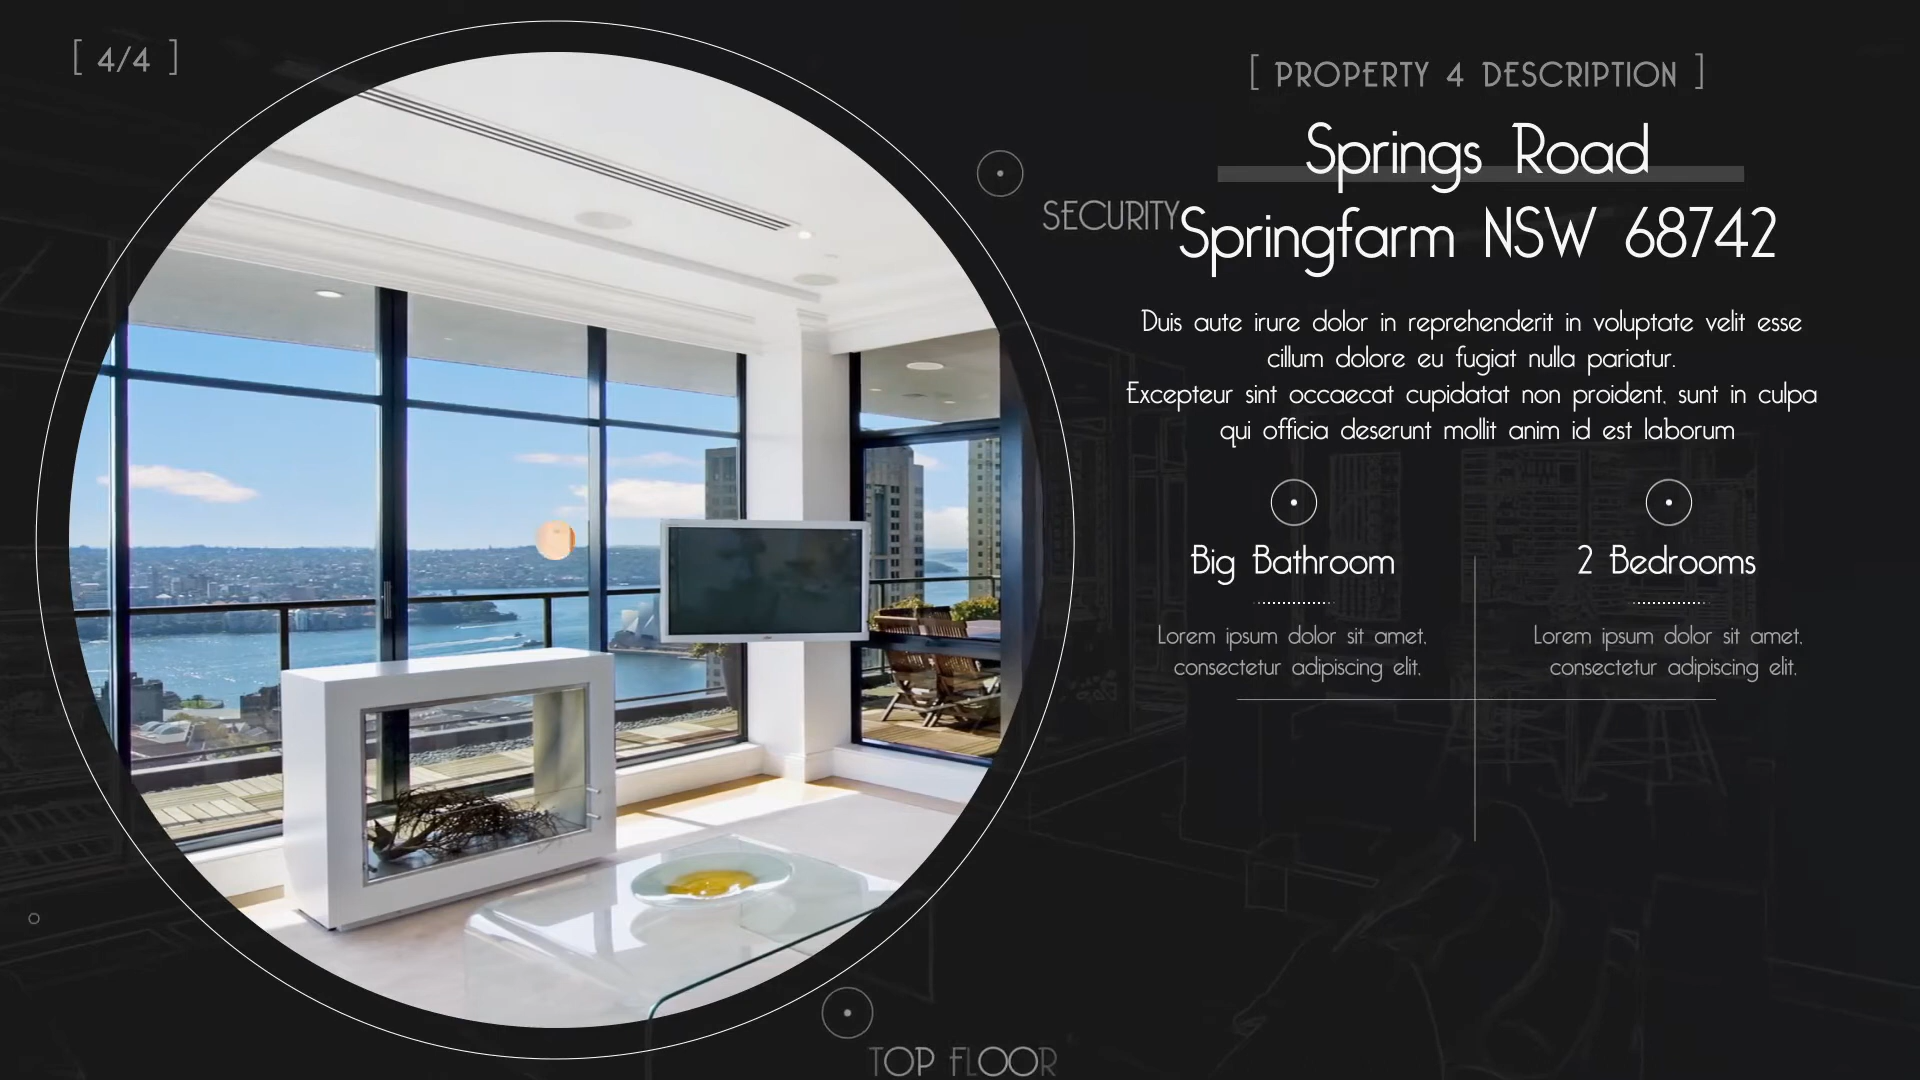 [ 4/4 ]
[ PROPERTY 4 DESCRIPTION ]
Springs Road
SECURITY
Springfarm NSW 68742
Duis aute irure dolor in reprehenderit in voluptate velit esse
cillum dolore eu fugiat nulla pariatur.
Excepteur sint occaecat cupidatat non proident, sunt in culpa
qui officia deserunt mollit anim id est laborum
Big Bathroom
Lorem ipsum dolor sit amet,
consectetur adipiscing elit.
2 Bedrooms
Lorem ipsum dolor sit amet,
consectetur adipiscing elit.
TOP FLOOR